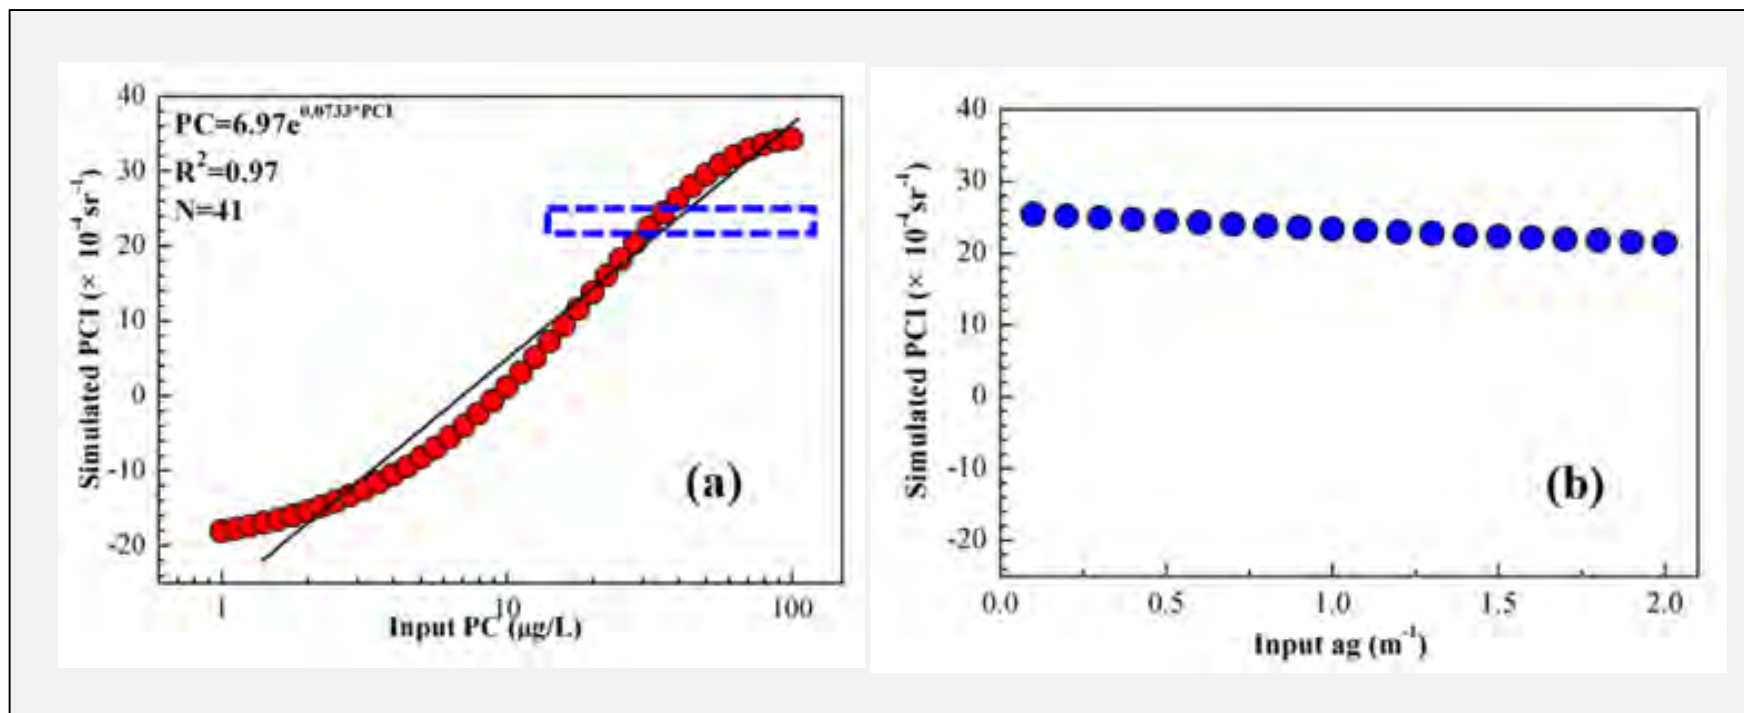 40
30
20
10
0
-10
-20
Simulated PCI (× 10⁻⁴sr⁻¹)
PC=6.97e^0.0733*PCI
R²=0.97
N=41
(a)
1 10 100
Input PC (μg/L)
40
30
20
10
0
-10
-20
Simulated PCI (× 10⁻⁴sr⁻¹)
(b)
0.0 0.5 1.0 1.5 2.0
Input ag (m⁻¹)